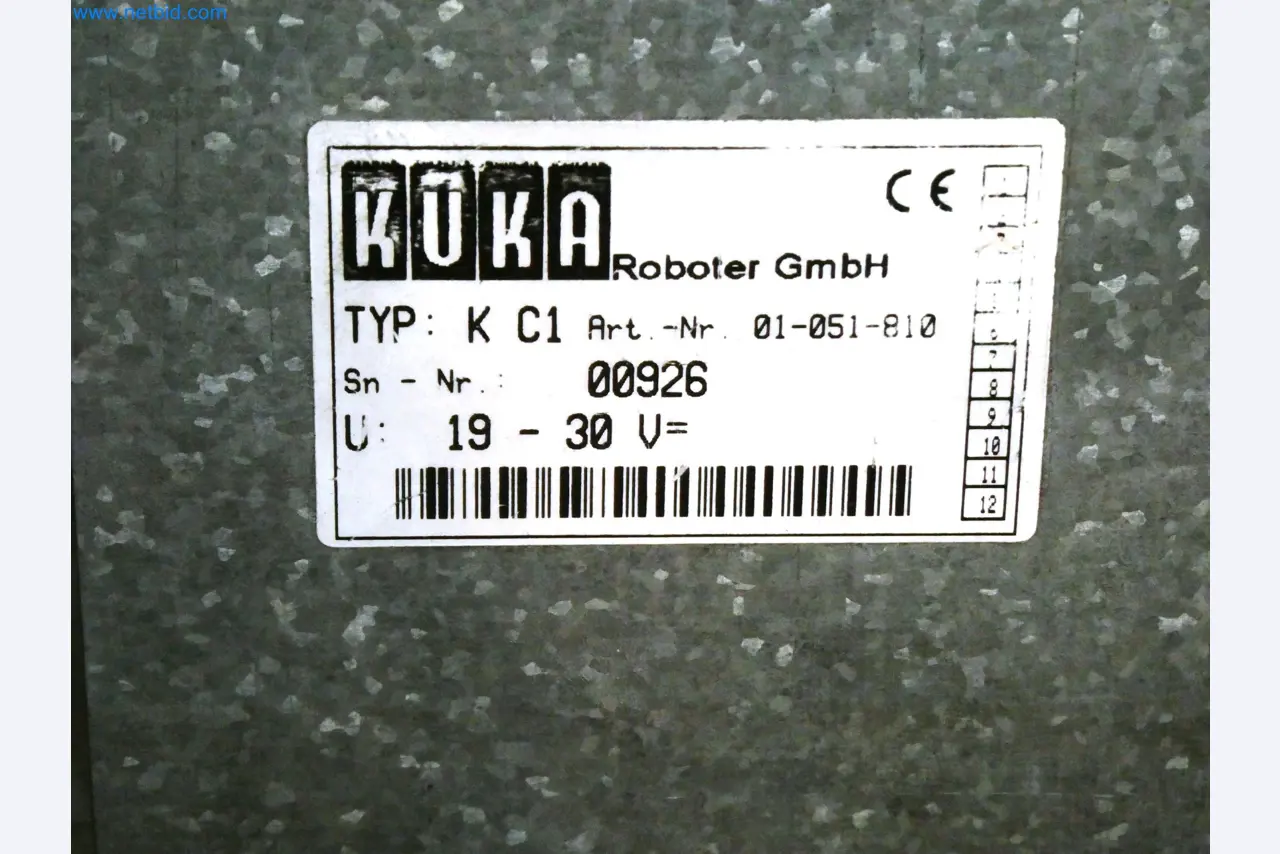 www.netbid.com
KUKA Roboter GmbH CE
TYP: K C1 Art.-Nr. 01-051-810
Sn - Nr.: 00926
U: 19 - 30 V=
6
7
8
9
10
11
12